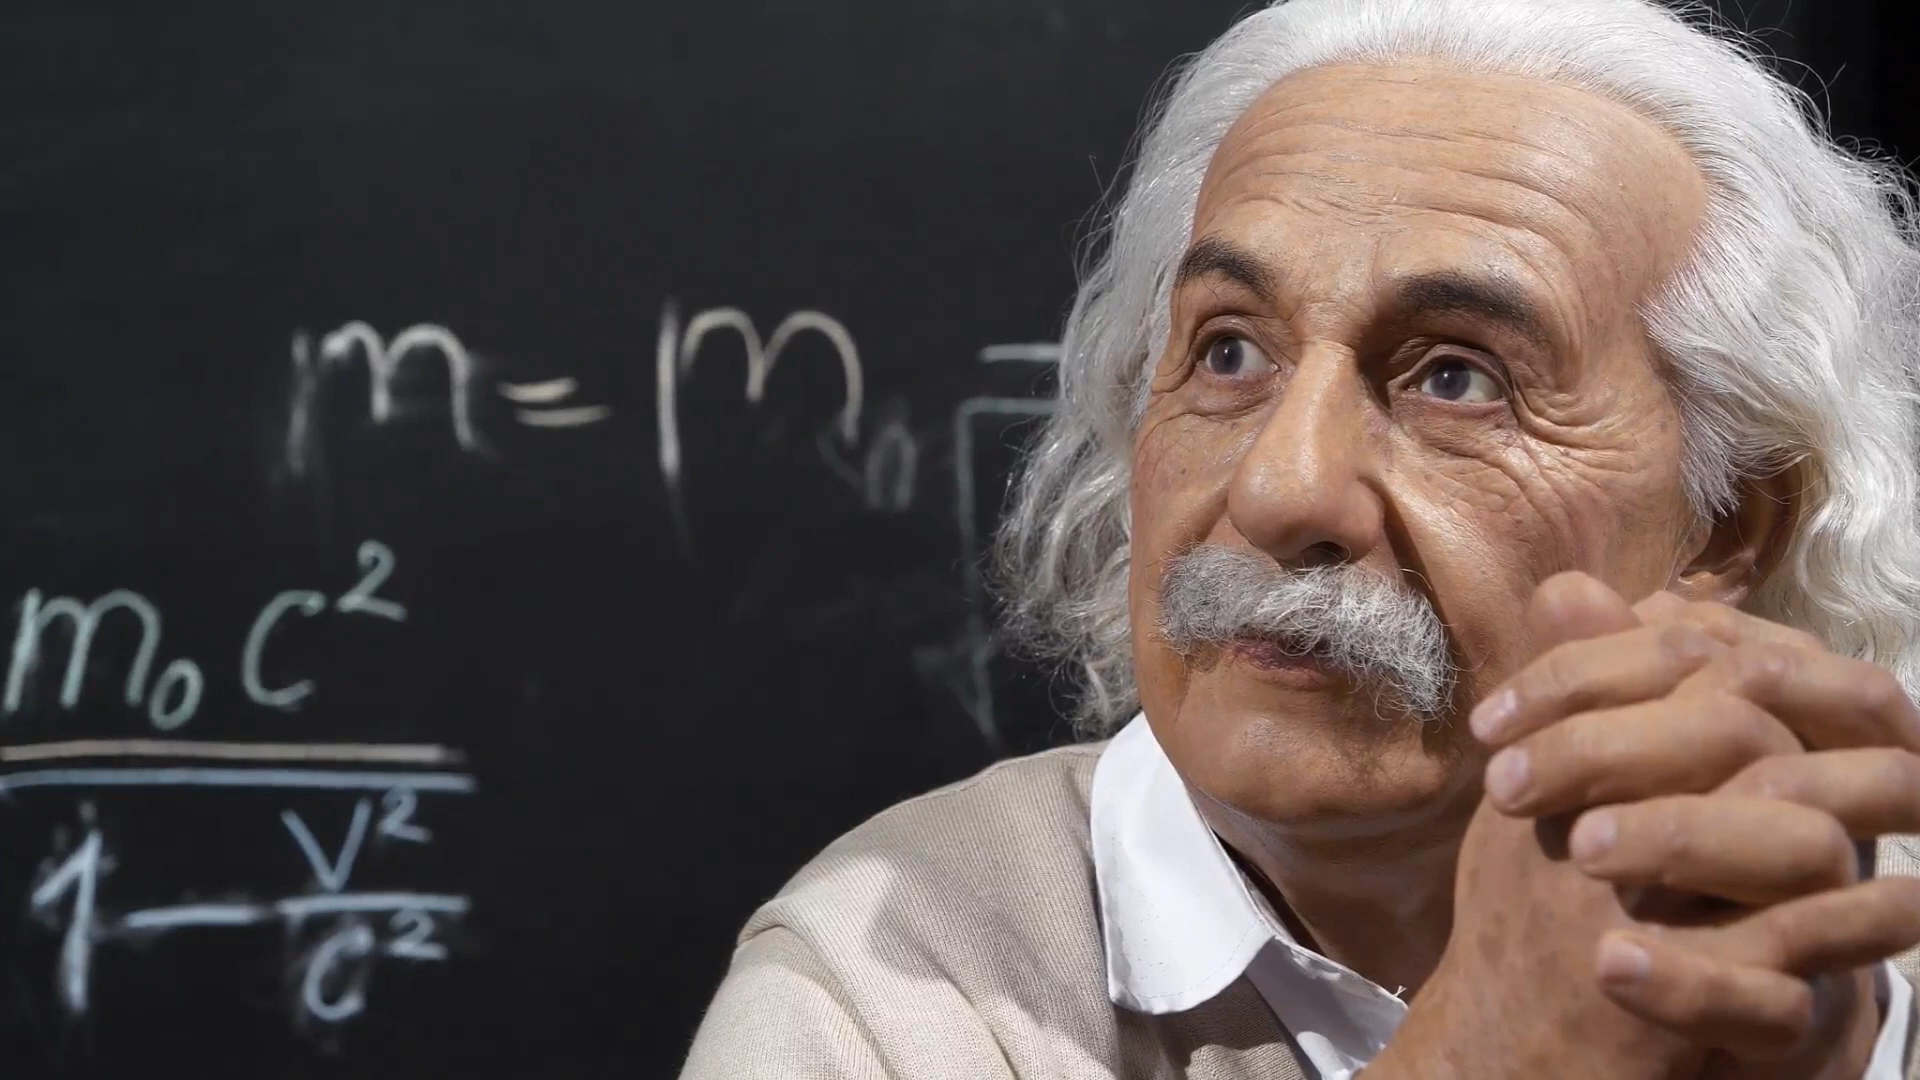 m = m₀
m₀c²
1 - v²
c²